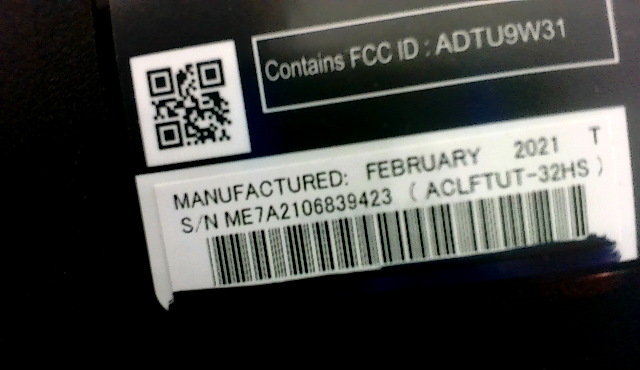 Contains FCC ID : ADTU9W31
MANUFACTURED: FEBRUARY 2021 T
S/N ME7A2106839423 ( ACLFTUT-32HS )